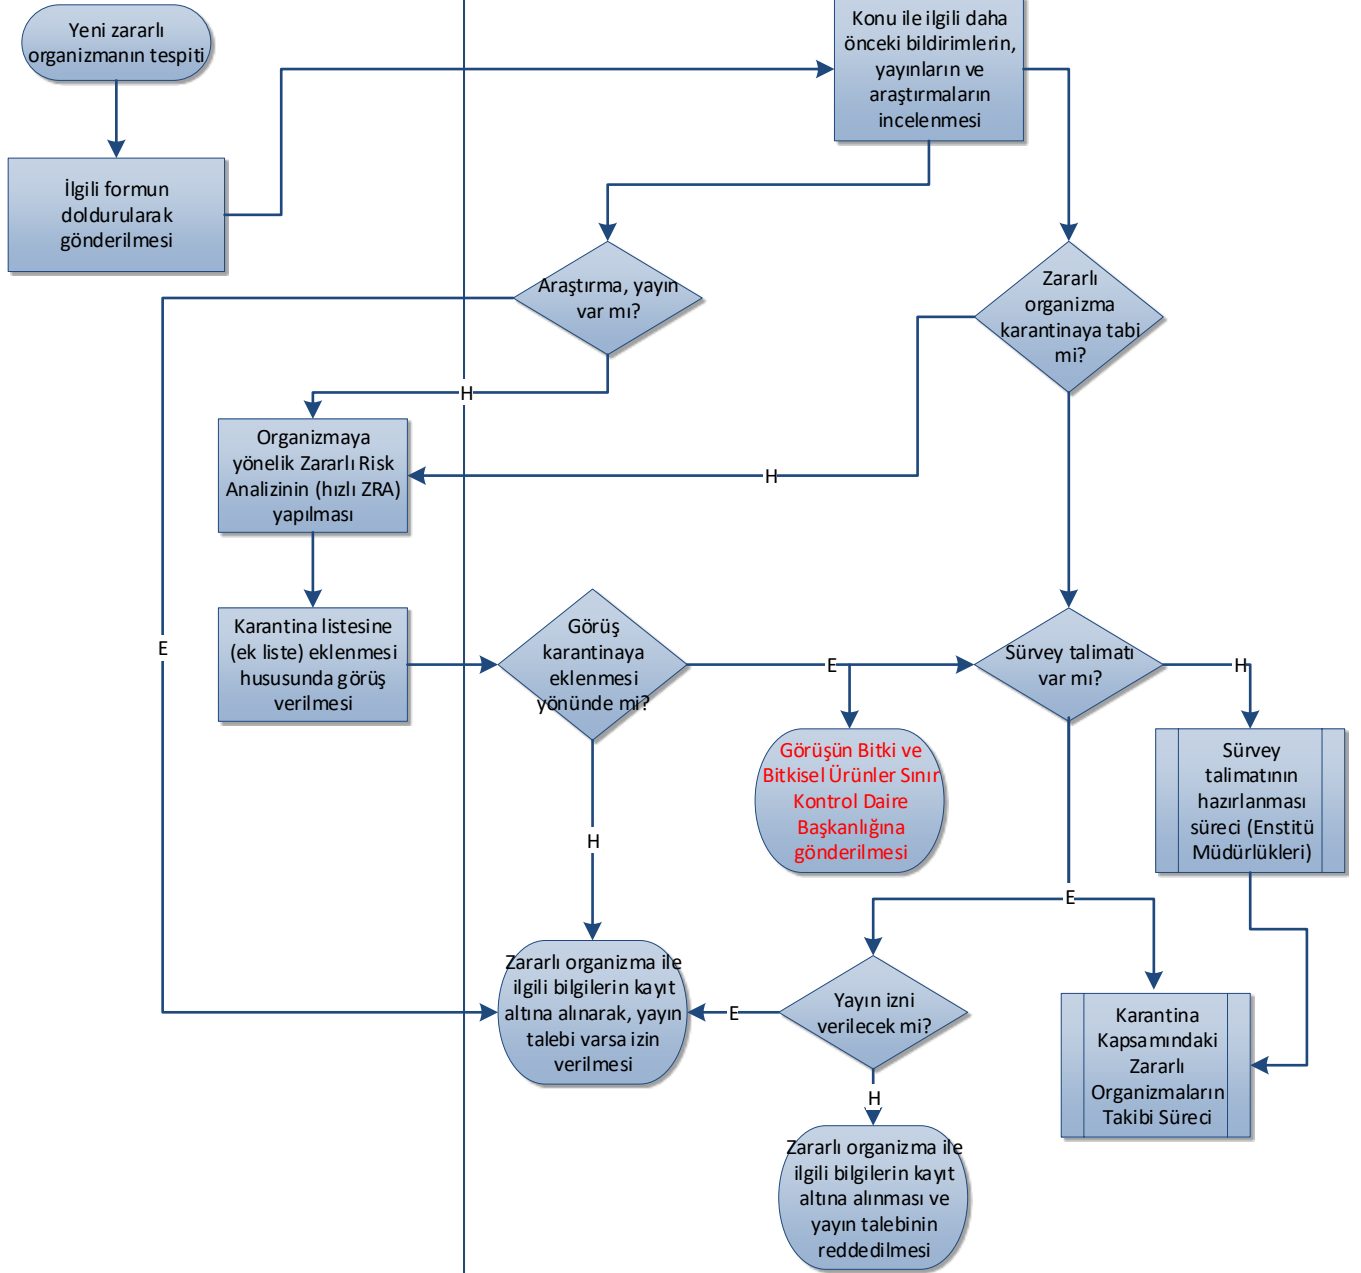 Yeni zararlı
organizmanın tespiti
Konu ile ilgili daha
önceki bildirimlerin,
yayınların ve
araştırmaların
incelenmesi
İlgili formun
doldurularak
gönderilmesi
Araştırma, yayın
var mı?
Zararlı
organizma
karantinaya tabi
mi?
H
Organizmaya
yönelik Zararlı Risk
Analizinin (hızlı ZRA)
yapılması
H
E
Karantina listesine
(ek liste) eklenmesi
hususunda görüş
verilmesi
Görüş
karantinaya
eklenmesi
yönünde mi?
E
Sürvey talimatı
var mı?
H
Görüşün Bitki ve
Bitkisel Ürünler Sınır
Kontrol Daire
Başkanlığına
gönderilmesi
Sürvey
talimatının
hazırlanması
süreci (Enstitü
Müdürlükleri)
H
E
Zararlı organizma ile
ilgili bilgilerin kayıt
altına alınarak, yayın
talebi varsa izin
verilmesi
E
Yayın izni
verilecek mi?
Karantina
Kapsamındaki
Zararlı
Organizmaların
Takibi Süreci
H
Zararlı organizma ile
ilgili bilgilerin kayıt
altına alınması ve
yayın talebinin
reddedilmesi